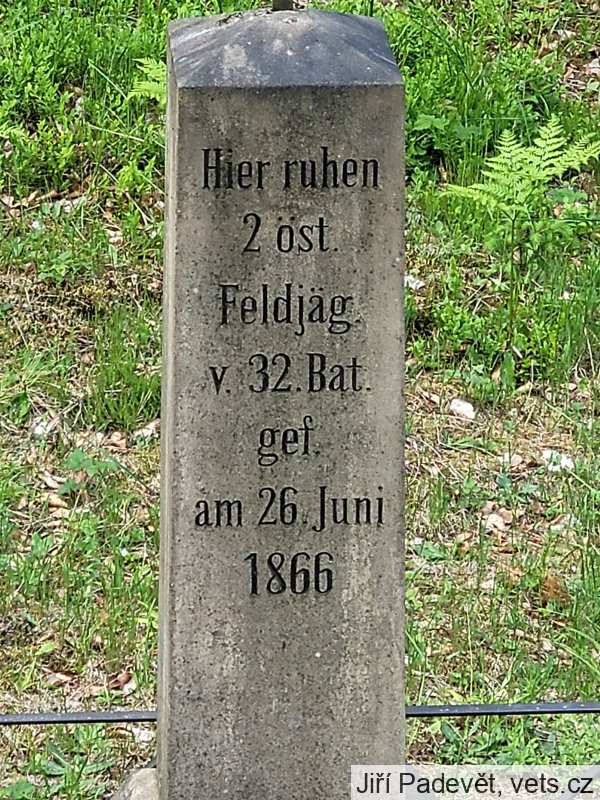 Hier ruhen
2 öst.
Feldjäg.
v. 32. Bat.
gef.
am 26. Juni
1866
Jiří Padevět, vets.cz